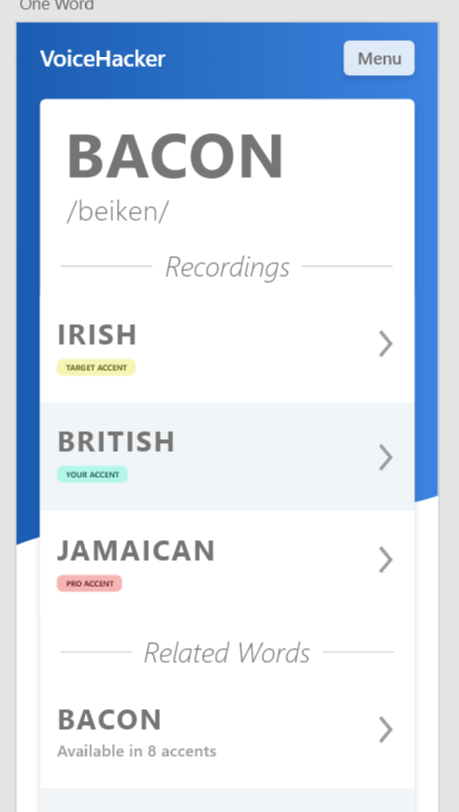 One Word
VoiceHacker
Menu
BACON
/beiken/
Recordings
IRISH
TARGET ACCENT
BRITISH
YOUR ACCENT
JAMAICAN
PRO ACCENT
Related Words
BACON
Available in 8 accents